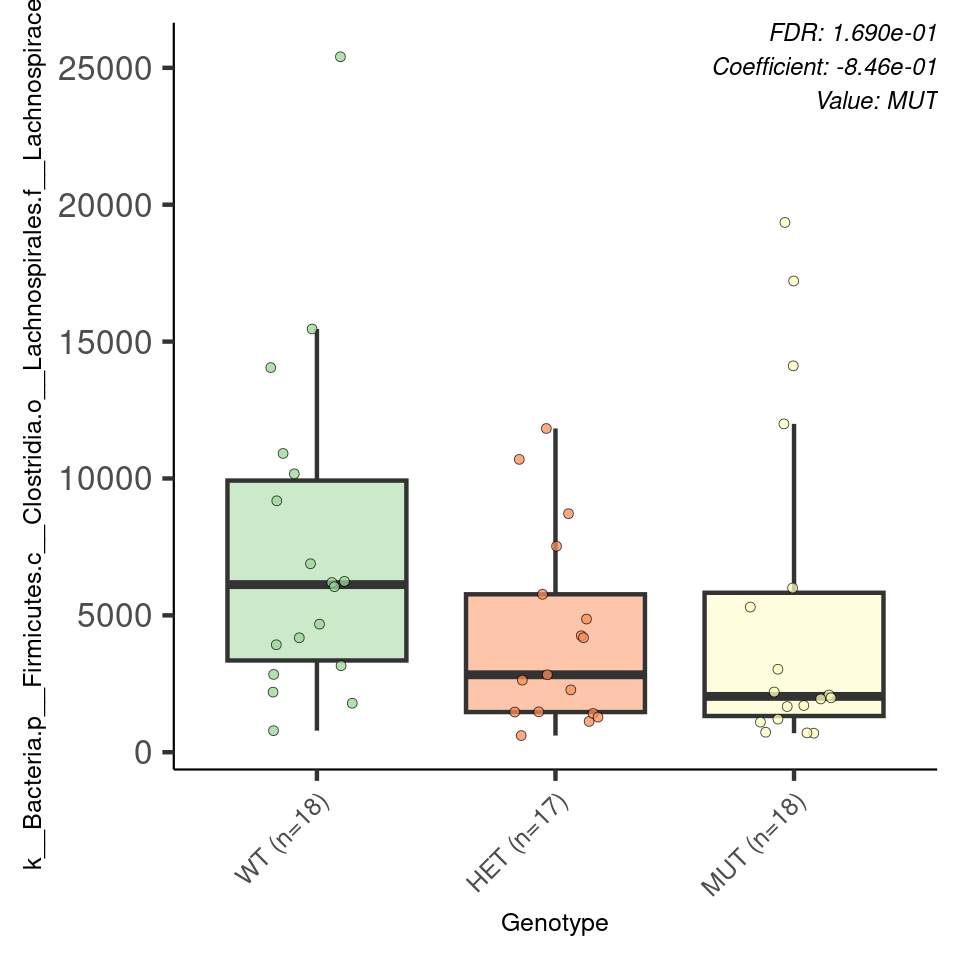 FDR: 1.690e-01
Coefficient: -8.46e-01
Value: MUT
k__Bacteria.p__Firmicutes.c__Clostridia.o__Lachnospirales.f__Lachnospirace
25000
20000
15000
10000
5000
0
WT (n=18)
HET (n=17)
MUT (n=18)
Genotype